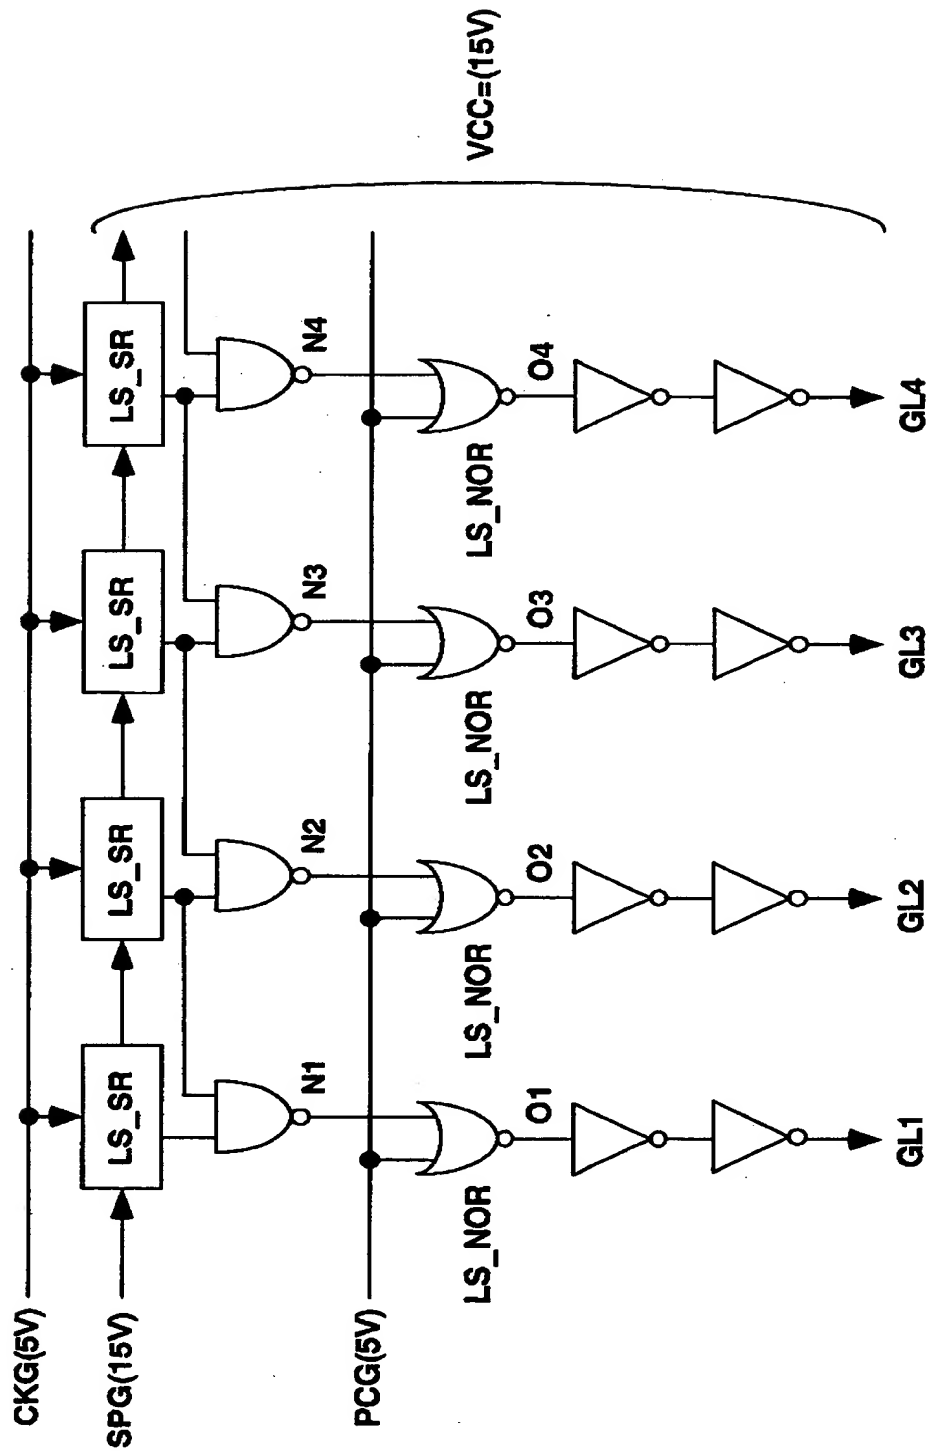 CKG(5V)
SPG(15V)
LS_SR
LS_SR
LS_SR
LS_SR
N1
N2
N3
N4
PCG(5V)
LS_NOR
LS_NOR
LS_NOR
LS_NOR
O1
O2
O3
O4
GL1
GL2
GL3
GL4
VCC=(15V)